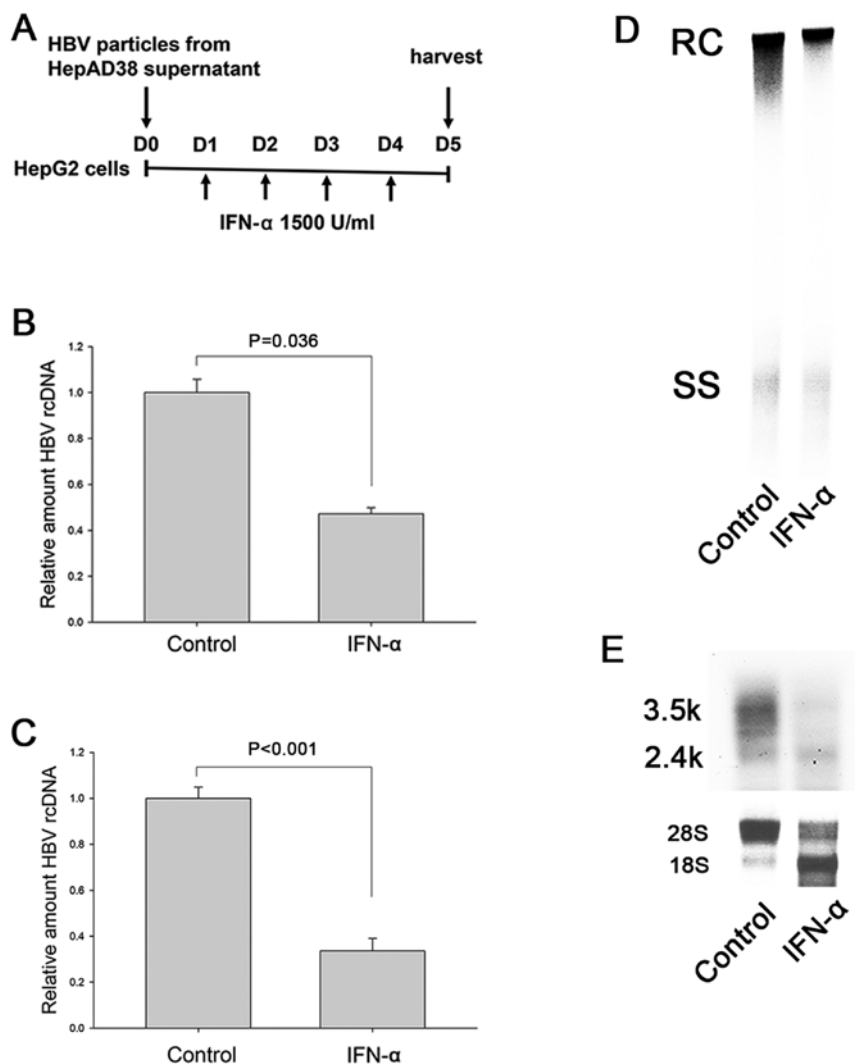 A
HBV particles from
HepAD38 supernatant
harvest
D0 D1 D2 D3 D4 D5
HepG2 cells
IFN-α 1500 U/ml
B
P=0.036
Relative amount HBV rcDNA
1.2
1.0
0.8
0.6
0.4
0.2
0.0
Control IFN-α
C
P<0.001
Relative amount HBV rcDNA
1.2
1.0
0.8
0.6
0.4
0.2
0.0
Control IFN-α
D
RC
SS
Control IFN-α
E
3.5k
2.4k
28S
18S
Control IFN-α